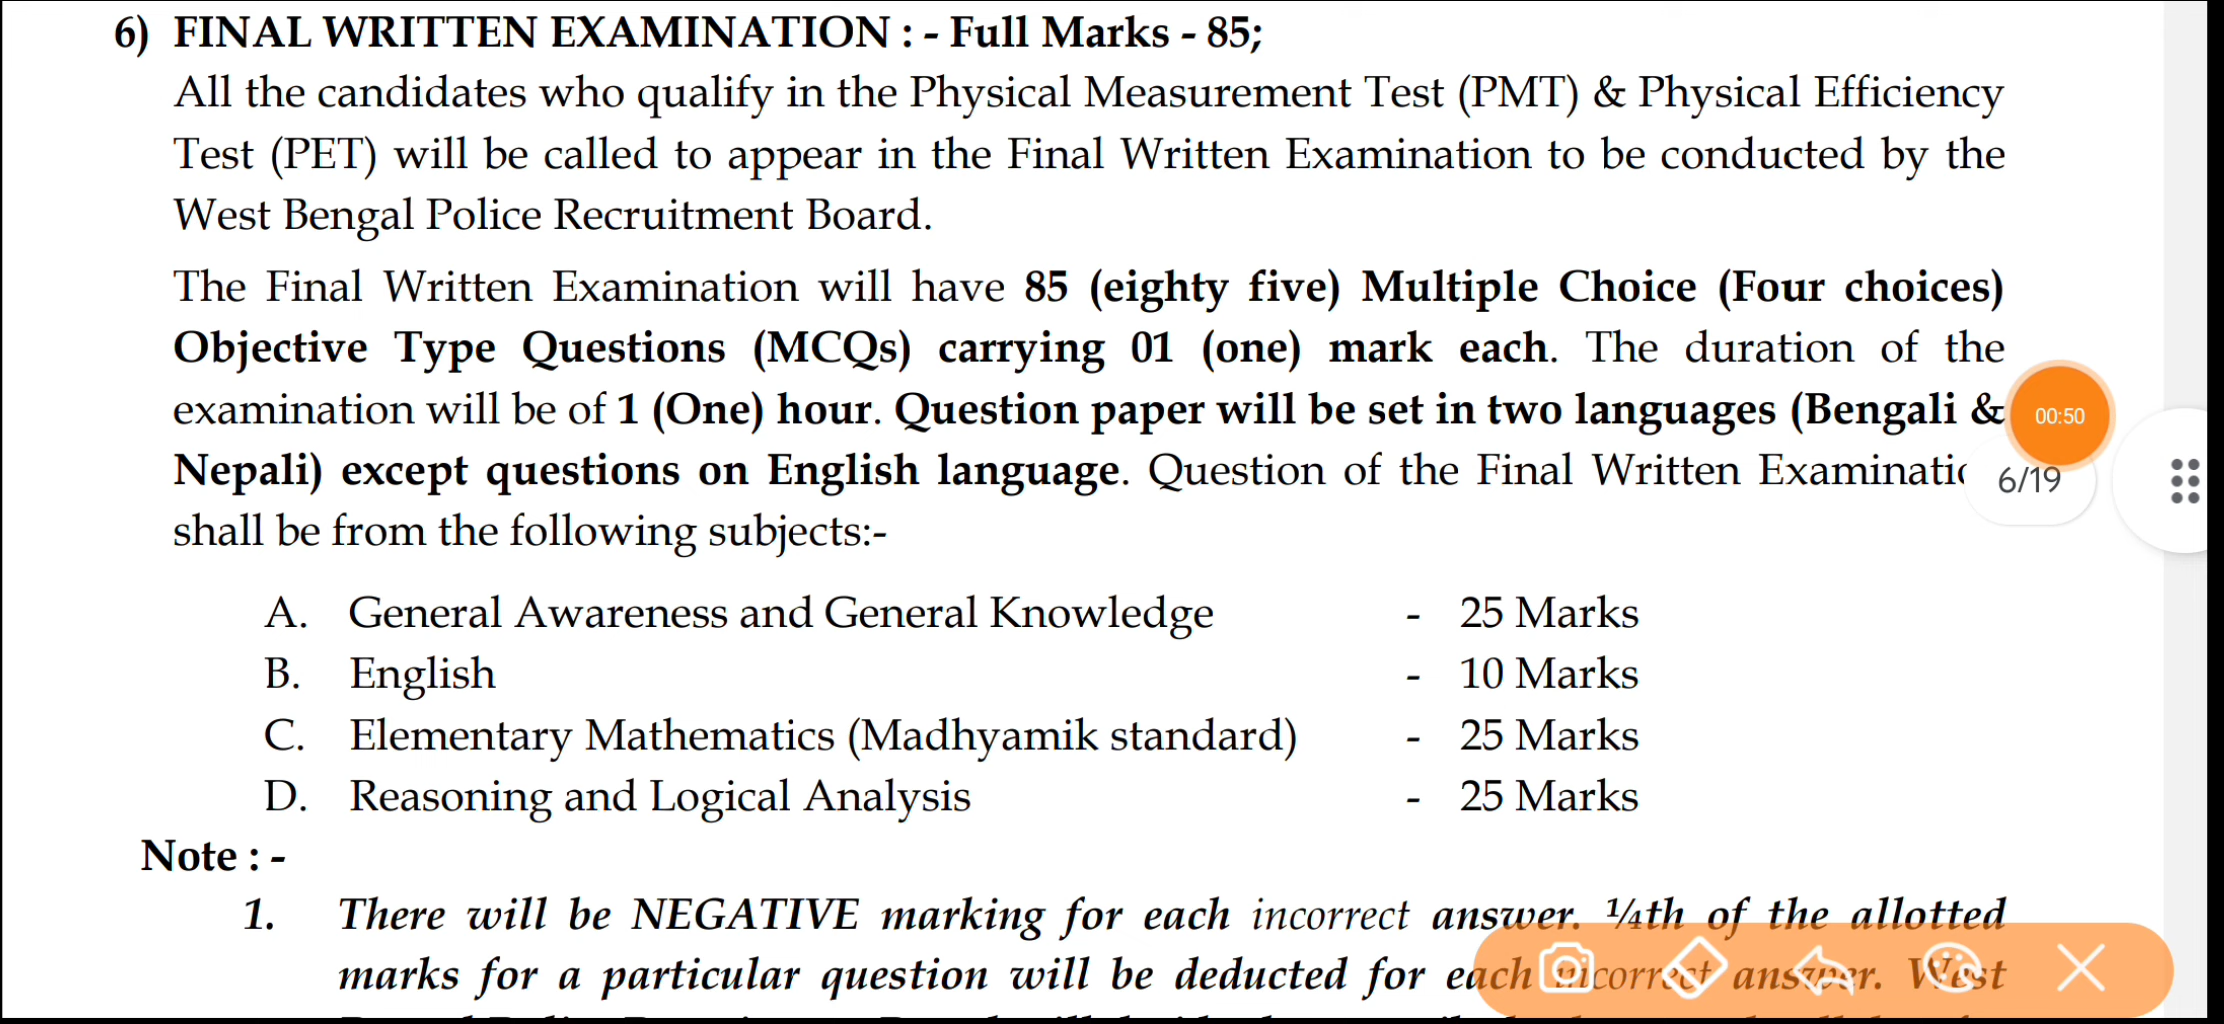 6) FINAL WRITTEN EXAMINATION : - Full Marks - 85;
All the candidates who qualify in the Physical Measurement Test (PMT) & Physical Efficiency
Test (PET) will be called to appear in the Final Written Examination to be conducted by the
West Bengal Police Recruitment Board.
The Final Written Examination will have 85 (eighty five) Multiple Choice (Four choices)
Objective Type Questions (MCQs) carrying 01 (one) mark each. The duration of the
examination will be of 1 (One) hour. Question paper will be set in two languages (Bengali &
00:50
Nepali) except questions on English language. Question of the Final Written Examinatio
6/19
shall be from the following subjects:-
A. General Awareness and General Knowledge - 25 Marks
B. English - 10 Marks
C. Elementary Mathematics (Madhyamik standard) - 25 Marks
D. Reasoning and Logical Analysis - 25 Marks
Note : -
1. There will be NEGATIVE marking for each incorrect answer. ¼th of the allotted
marks for a particular question will be deducted for each incorrect answer. West